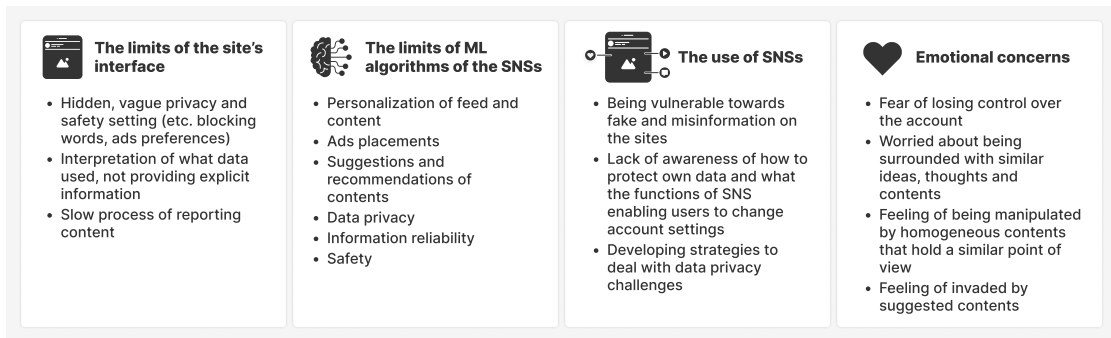 The limits of the site's
interface
• Hidden, vague privacy and
safety setting (etc. blocking
words, ads preferences)
• Interpretation of what data
used, not providing explicit
information
• Slow process of reporting
content
The limits of ML
algorithms of the SNSs
• Personalization of feed and
content
• Ads placements
• Suggestions and
recommendations of
contents
• Data privacy
• Information reliability
• Safety
The use of SNSs
• Being vulnerable towards
fake and misinformation on
the sites
• Lack of awareness of how to
protect own data and what
the functions of SNS
enabling users to change
account settings
• Developing strategies to
deal with data privacy
challenges
Emotional concerns
• Fear of losing control over
the account
• Worried about being
surrounded with similar
ideas, thoughts and
contents
• Feeling of being manipulated
by homogeneous contents
that hold a similar point of
view
• Feeling of invaded by
suggested contents